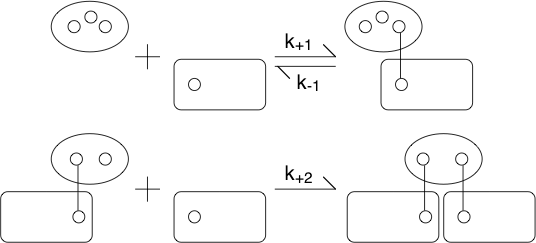 + k+1
k-1
+ k+2